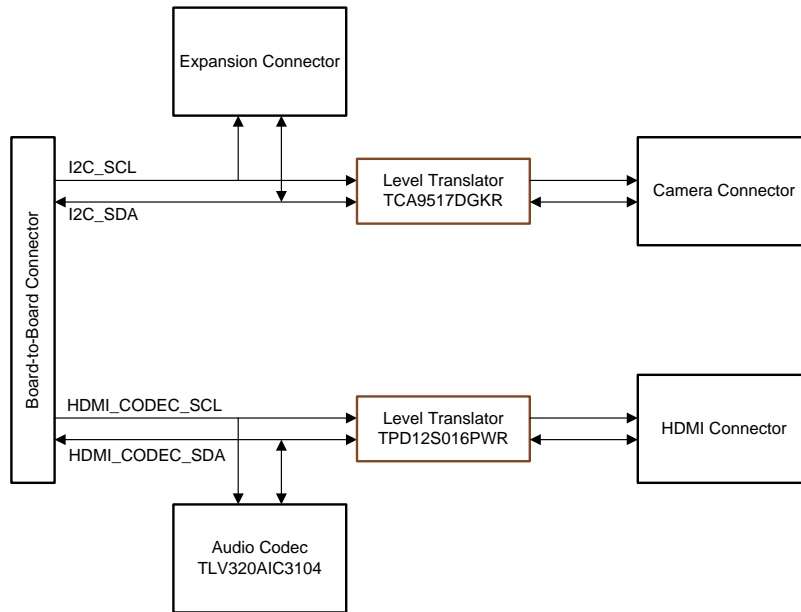 Expansion Connector
I2C_SCL
I2C_SDA
Level Translator
TCA9517DGKR
Camera Connector
Board-to-Board Connector
HDMI_CODEC_SCL
HDMI_CODEC_SDA
Level Translator
TPD12S016PWR
HDMI Connector
Audio Codec
TLV320AIC3104